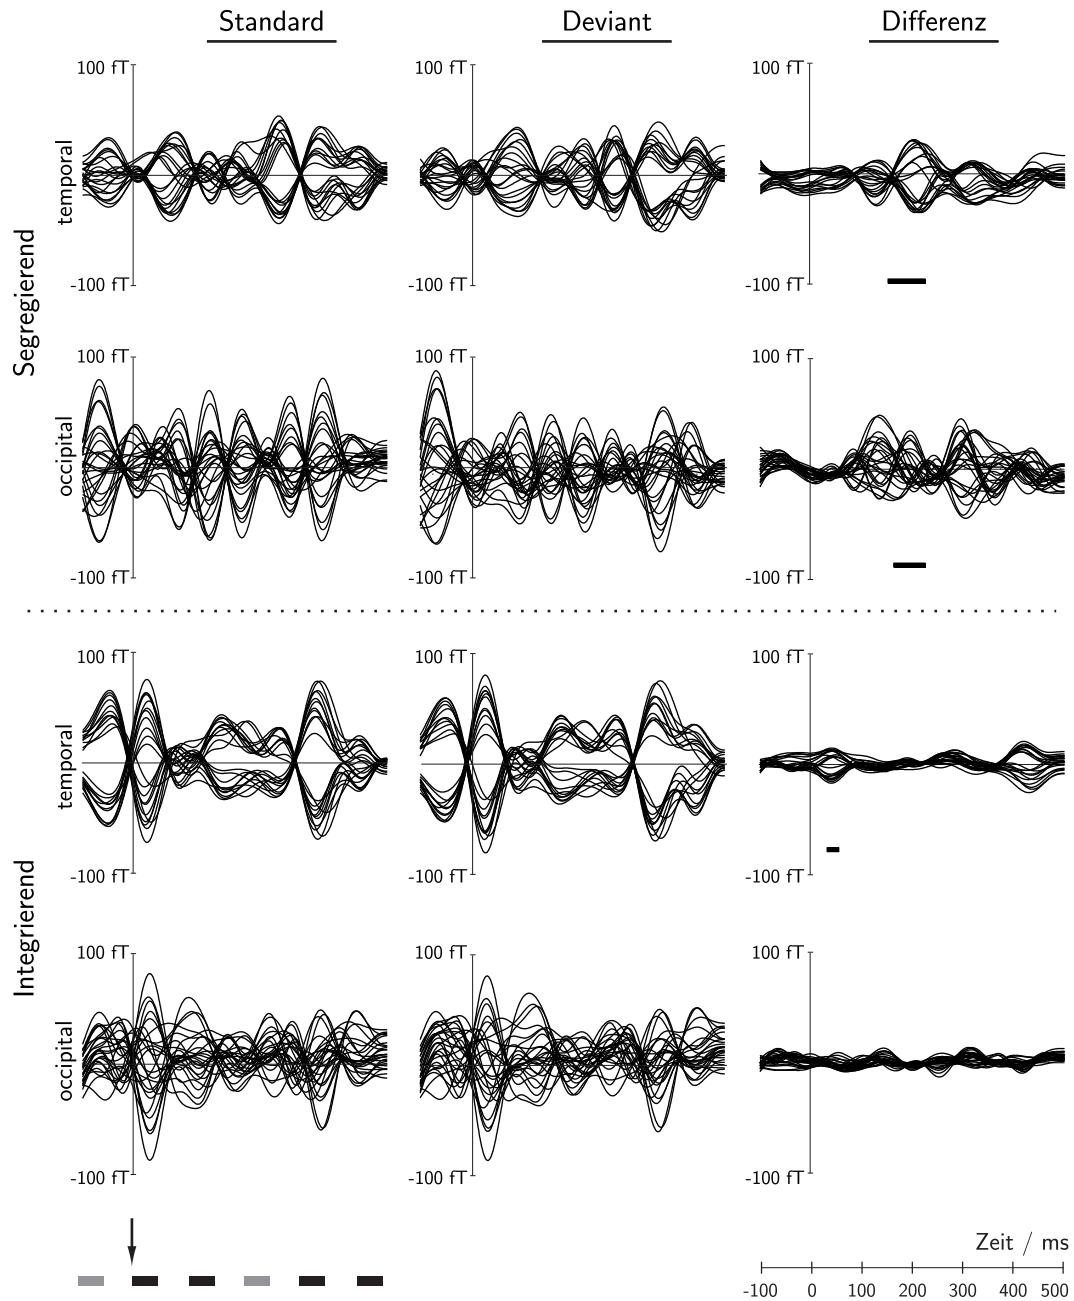 Standard Deviant Differenz
Segregierend
temporal
100 fT 100 fT 100 fT
-100 fT -100 fT -100 fT
occipital
100 fT 100 fT 100 fT
-100 fT -100 fT -100 fT
Integrierend
temporal
100 fT 100 fT 100 fT
-100 fT -100 fT -100 fT
occipital
100 fT 100 fT 100 fT
-100 fT -100 fT -100 fT
Zeit / ms
-100 0 100 200 300 400 500